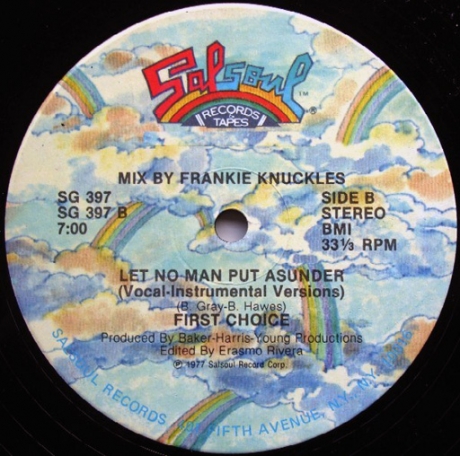 Salsoul TM ®
RECORDS & TAPES
MIX BY FRANKIE KNUCKLES
SG 397
SG 397 B
7:00
SIDE B
STEREO
BMI
33⅓ RPM
LET NO MAN PUT ASUNDER
(Vocal-Instrumental Versions)
(B. Gray-B. Hawes)
FIRST CHOICE
Produced By Baker-Harris-Young Productions
Edited By Erasmo Rivera
℗ 1977 Salsoul Record Corp.
SALSOUL RECORDS FIFTH AVENUE, N.Y., N.Y.